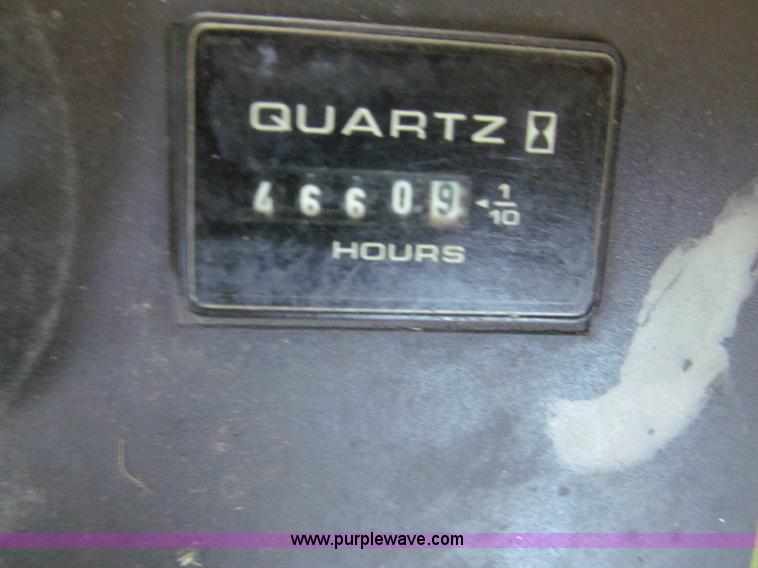 QUARTZ
46609 1/10
HOURS
www.purplewave.com